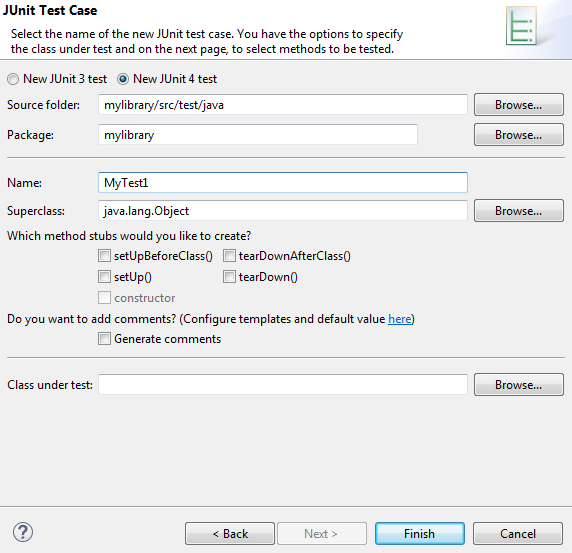 JUnit Test Case
Select the name of the new JUnit test case. You have the options to specify
the class under test and on the next page, to select methods to be tested.
New JUnit 3 test New JUnit 4 test
Source folder: mylibrary/src/test/java Browse...
Package: mylibrary Browse...
Name: MyTest1
Superclass: java.lang.Object Browse...
Which method stubs would you like to create?
setUpBeforeClass() tearDownAfterClass()
setUp() tearDown()
constructor
Do you want to add comments? (Configure templates and default value here)
Generate comments
Class under test: Browse...
? < Back Next > Finish Cancel